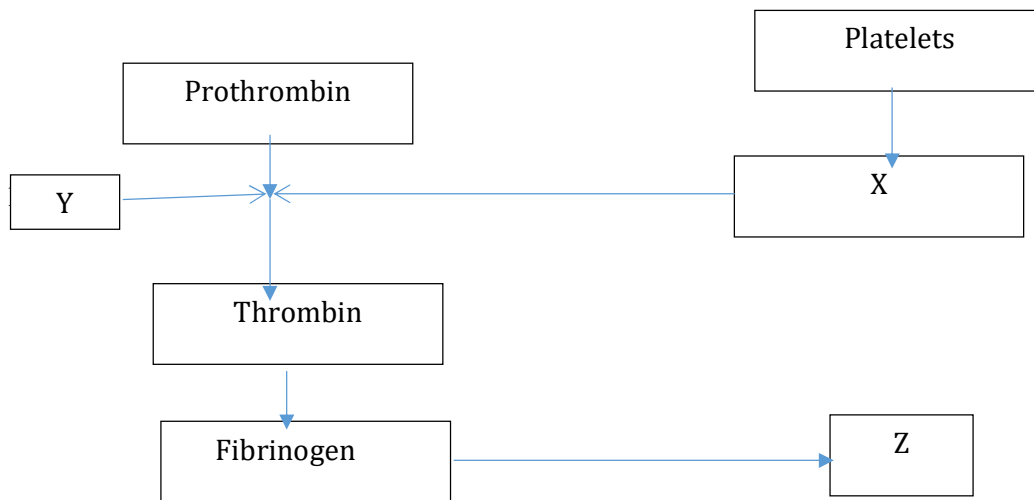 Platelets
Prothrombin
X
Y
Thrombin
Fibrinogen
Z